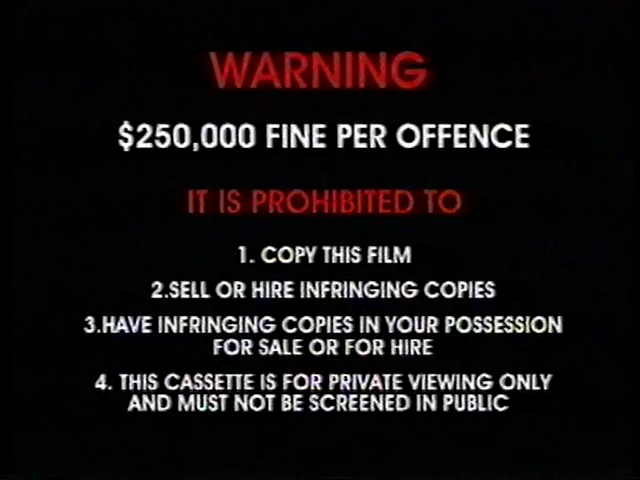 WARNING
$250,000 FINE PER OFFENCE
IT IS PROHIBITED TO
1. COPY THIS FILM
2.SELL OR HIRE INFRINGING COPIES
3.HAVE INFRINGING COPIES IN YOUR POSSESSION
FOR SALE OR FOR HIRE
4. THIS CASSETTE IS FOR PRIVATE VIEWING ONLY
AND MUST NOT BE SCREENED IN PUBLIC